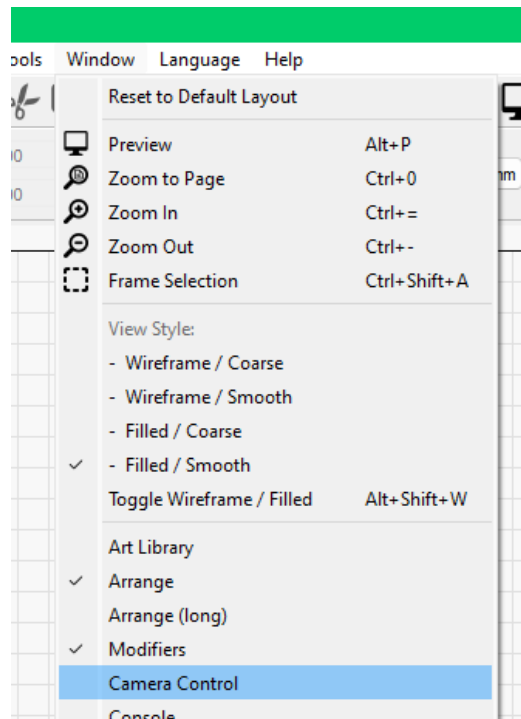 Window Language Help
Reset to Default Layout
Preview Alt+P
Zoom to Page Ctrl+0
Zoom In Ctrl+=
Zoom Out Ctrl+-
Frame Selection Ctrl+Shift+A
View Style:
- Wireframe / Coarse
- Wireframe / Smooth
- Filled / Coarse
- Filled / Smooth
Toggle Wireframe / Filled Alt+Shift+W
Art Library
Arrange
Arrange (long)
Modifiers
Camera Control
Console